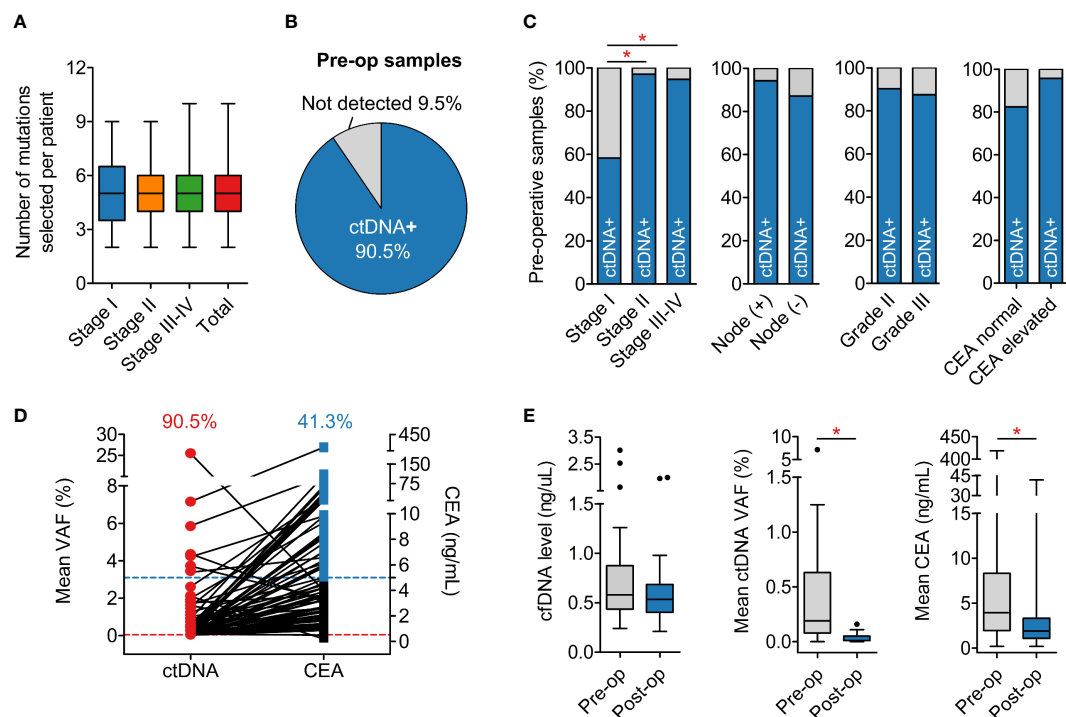 A
Number of mutations
selected per patient
12
9
6
3
0
Stage I
Stage II
Stage III-IV
Total
B
Pre-op samples
Not detected 9.5%
ctDNA+
90.5%
C
Pre-operative samples (%)
100
80
60
40
20
0
*
*
ctDNA+
ctDNA+
ctDNA+
Stage I
Stage II
Stage III-IV
100
80
60
40
20
0
ctDNA+
ctDNA+
Node (+)
Node (-)
100
80
60
40
20
0
ctDNA+
ctDNA+
Grade II
Grade III
100
80
60
40
20
0
ctDNA+
ctDNA+
CEA normal
CEA elevated
D
90.5%
41.3%
Mean VAF (%)
30
25
8
6
4
2
0
450
300
150
75
10
8
6
4
2
0
CEA (ng/mL)
ctDNA
CEA
E
cfDNA level (ng/uL)
3.5
3.0
2.5
2.0
1.5
1.0
0.5
0.0
Pre-op
Post-op
Mean ctDNA VAF (%)
*
10
5
1.0
0.5
0.0
Pre-op
Post-op
Mean CEA (ng/mL)
*
450
400
45
30
15
10
5
0
Pre-op
Post-op